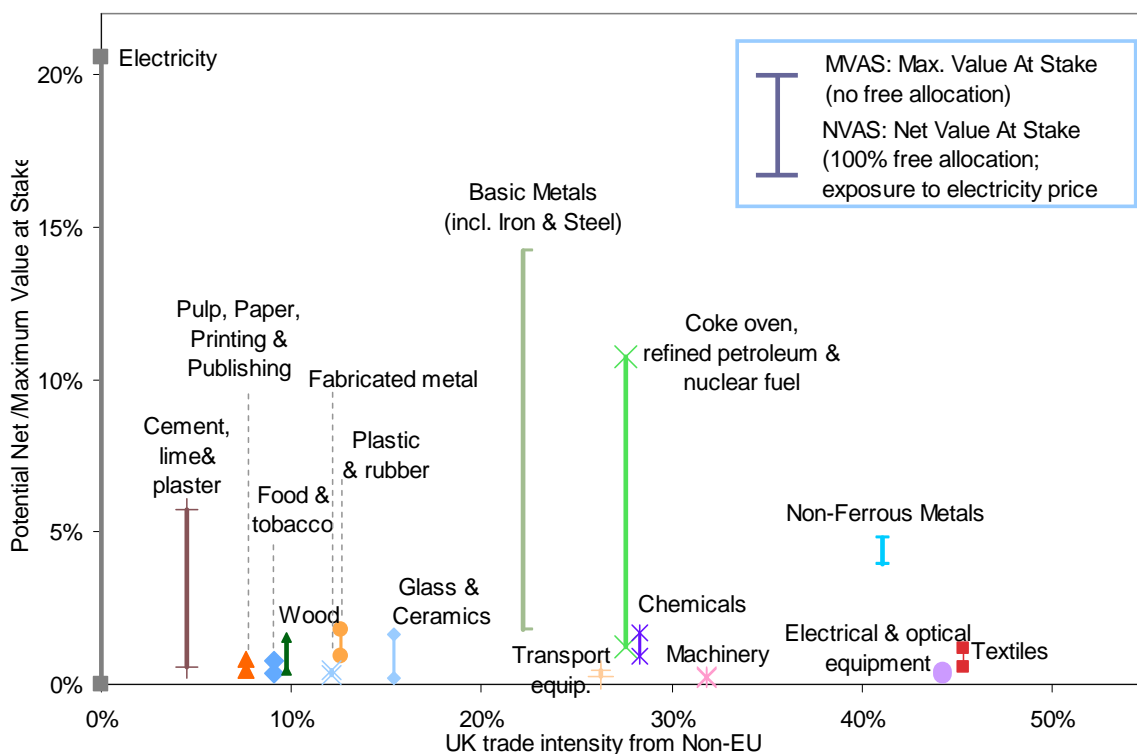 Potential Net /Maximum Value at Stake
20%
15%
10%
5%
0%
Electricity
MVAS: Max. Value At Stake
(no free allocation)
NVAS: Net Value At Stake
(100% free allocation;
exposure to electricity price
Basic Metals
(incl. Iron & Steel)
Pulp, Paper,
Printing &
Publishing
Coke oven,
refined petroleum &
nuclear fuel
Fabricated metal
Cement,
lime&
plaster
Plastic
& rubber
Food &
tobacco
Non-Ferrous Metals
Wood
Glass &
Ceramics
Chemicals
Transport
equip.
Machinery
Electrical & optical
equipment
Textiles
0%
10%
20%
30%
40%
50%
UK trade intensity from Non-EU